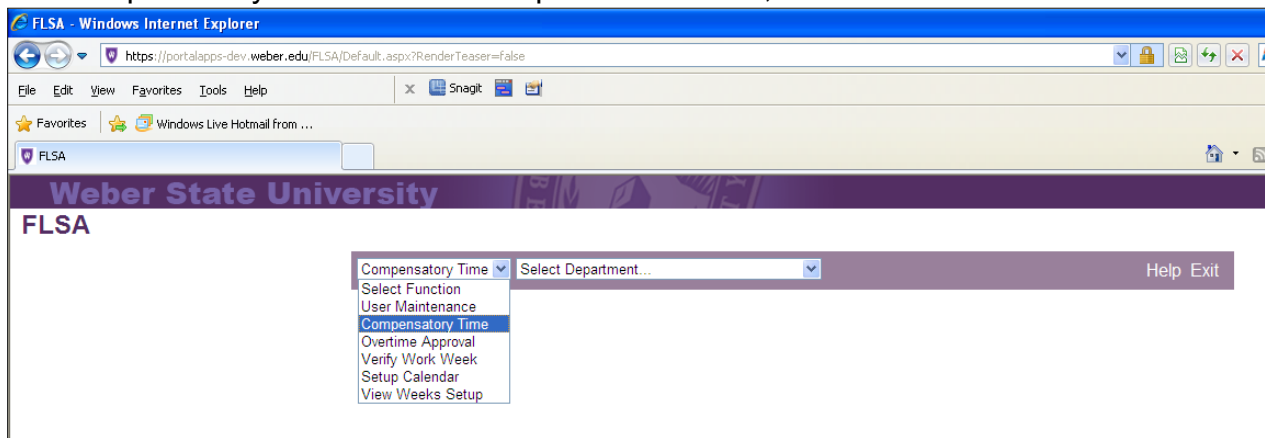 FLSA - Windows Internet Explorer
https://portalapps-dev.weber.edu/FLSA/Default.aspx?RenderTeaser=false
File Edit View Favorites Tools Help X Snagit
Favorites Windows Live Hotmail from ...
FLSA
Weber State University
FLSA
Compensatory Time Select Department... Help Exit
Select Function
User Maintenance
Compensatory Time
Overtime Approval
Verify Work Week
Setup Calendar
View Weeks Setup